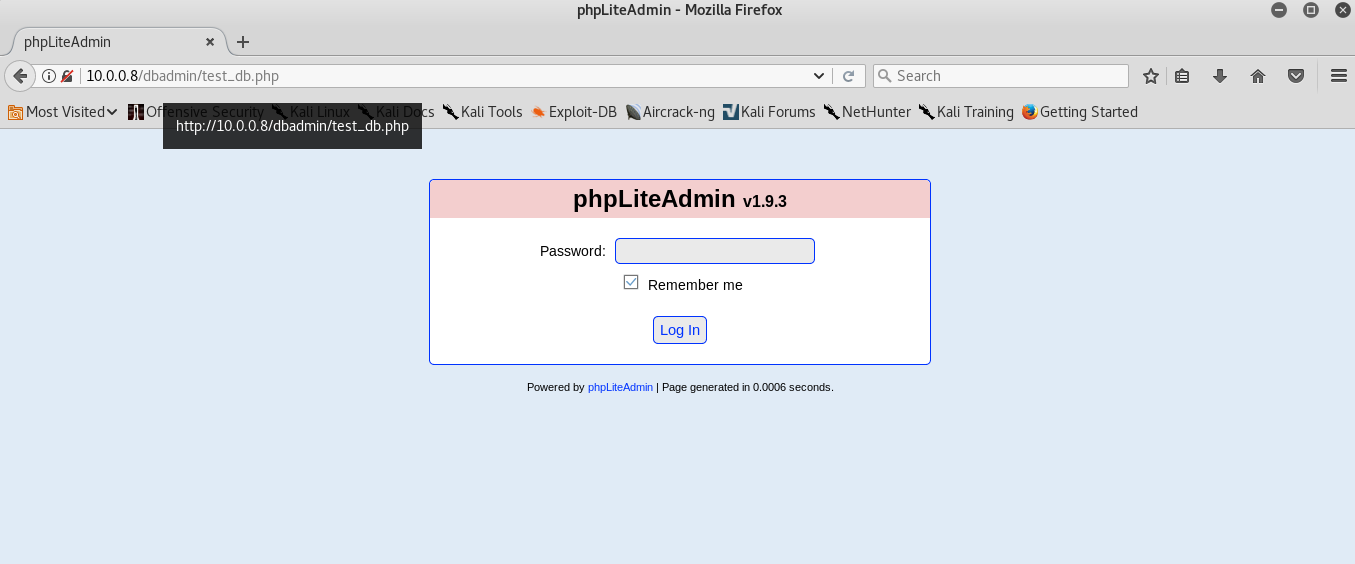 phpLiteAdmin - Mozilla Firefox
phpLiteAdmin
10.0.0.8/dbadmin/test_db.php
Search
Most Visited Offensive Security Kali Linux Kali Docs Kali Tools Exploit-DB Aircrack-ng Kali Forums NetHunter Kali Training Getting Started
http://10.0.0.8/dbadmin/test_db.php
phpLiteAdmin v1.9.3
Password:
Remember me
Log In
Powered by phpLiteAdmin | Page generated in 0.0006 seconds.